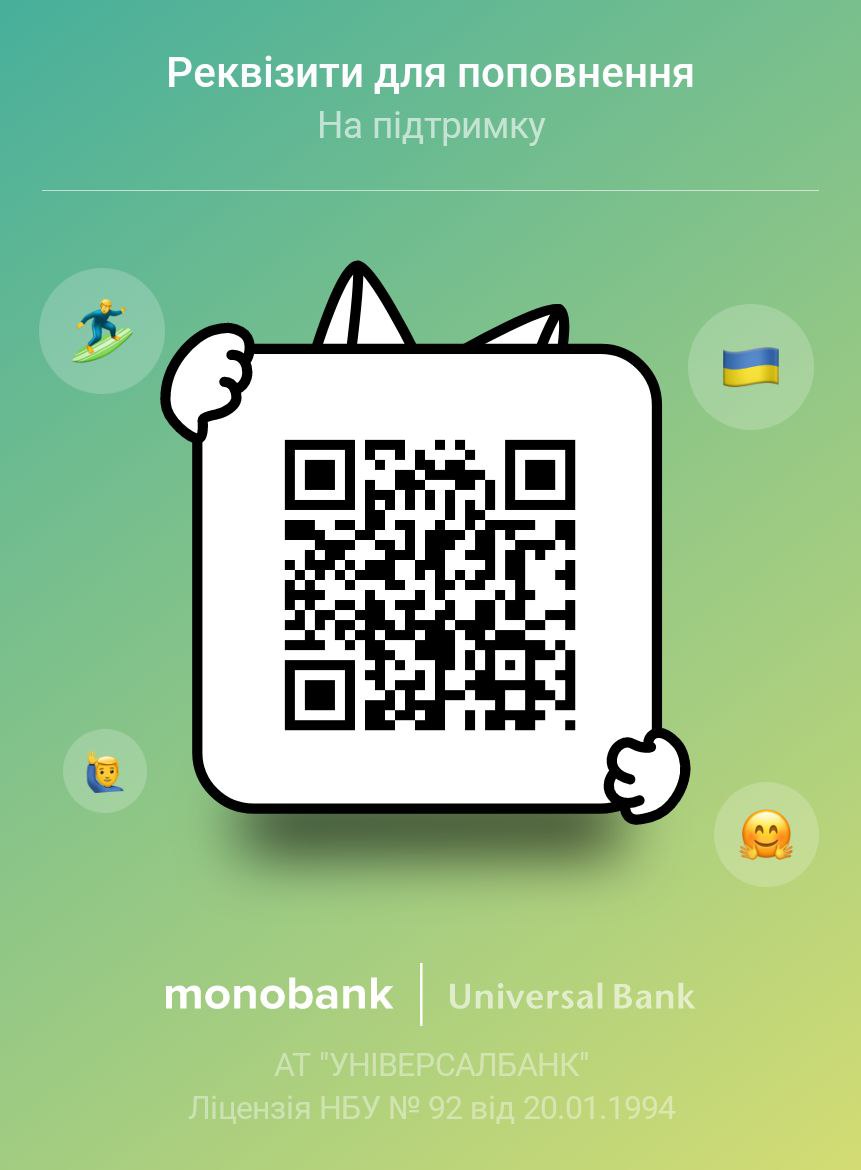 Реквізити для поповнення
На підтримку
monobank | Universal Bank
АТ "УНІВЕРСАЛБАНК"
Ліцензія НБУ № 92 від 20.01.1994